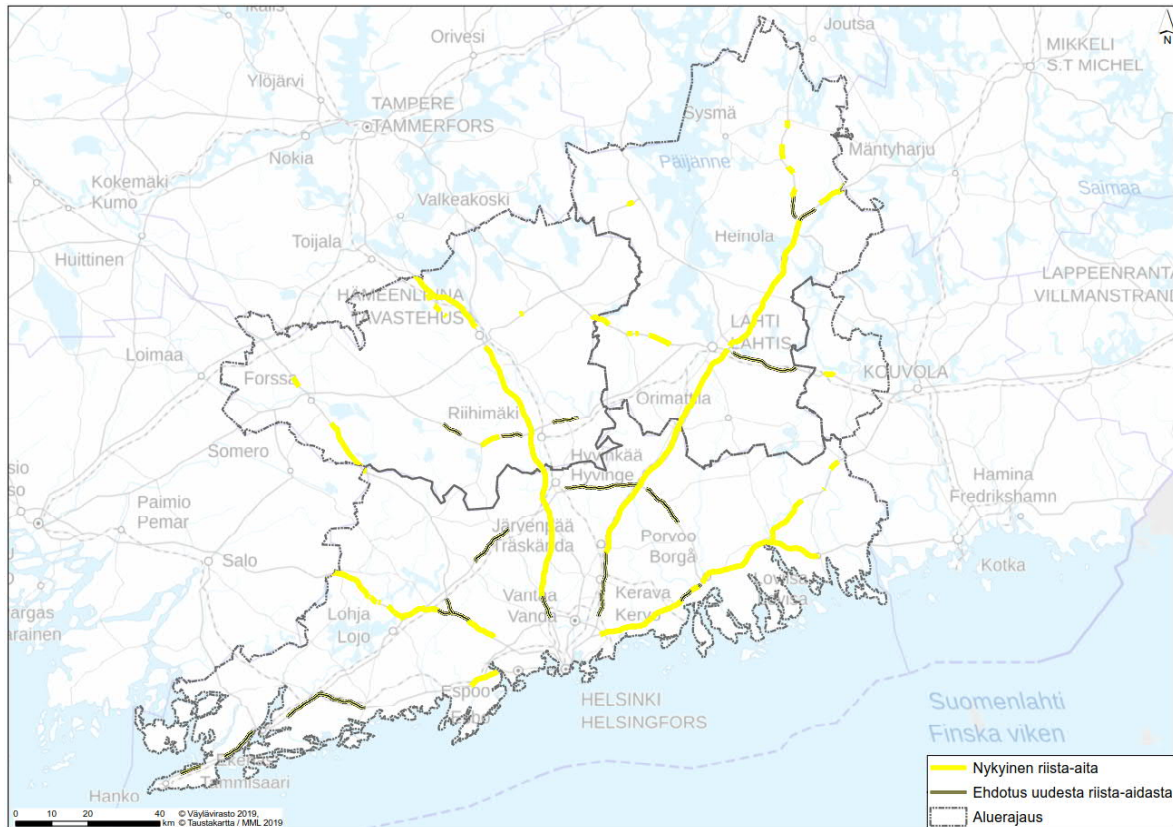 Ikalis
Joutsa
Orivesi
N
MIKKELI
S.T MICHEL
Ylöjärvi
TAMPERE
TAMMERFORS
Sysmä
Nokia
Mäntyharju
Päijänne
Kokemäki
Kumo
Saimaa
Valkeakoski
Toijala
Heinola
Huittinen
LAPPEENRANTA
VILLMANSTRAND
HÄMEENLINNA
TAVASTEHUS
LAHTI
LAHTIS
Loimaa
KOUVOLA
Forssa
Orimattila
Riihimäki
Somero
Hyvinkää
Hyvinge
Hamina
Fredrikshamn
Paimio
Pemar
Järvenpää
Träskända
Porvoo
Borgå
Salo
Kotka
Loviisa
Lovisa
Vantaa
Vanda
Kerava
Kervo
Lohja
Lojo
Espoo
Esbo
HELSINKI
HELSINGFORS
Suomenlahti
Finska viken
Tammisaari
Hanko
Nykyinen riista-aita
Ehdotus uudesta riista-aidasta
Aluerajaus
0 10 20 40
km
© Väylävirasto 2019,
© Taustakartta / MML 2019